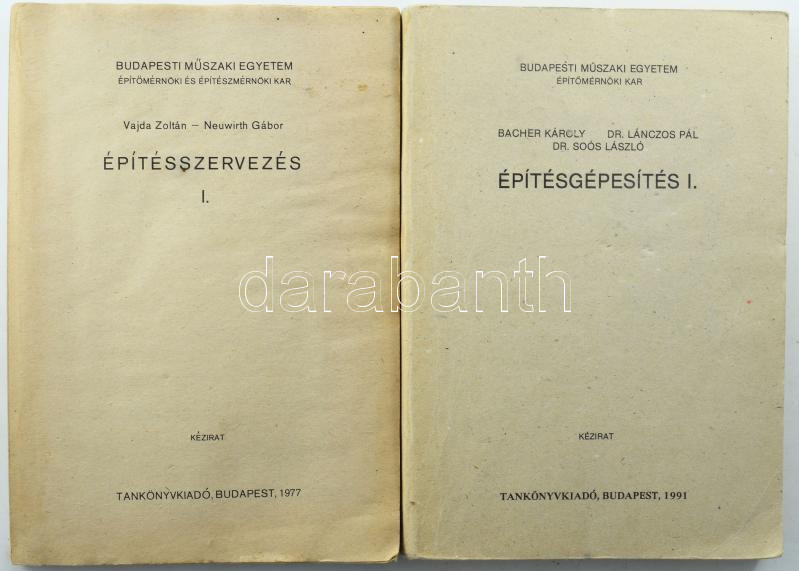 BUDAPESTI MŰSZAKI EGYETEM
ÉPÍTŐMÉRNÖKI ÉS ÉPÍTÉSZMÉRNÖKI KAR
Vajda Zoltán – Neuwirth Gábor
ÉPÍTÉSSZERVEZÉS
I.
KÉZIRAT
TANKÖNYVKIADÓ, BUDAPEST, 1977
BUDAPESTI MŰSZAKI EGYETEM
ÉPÍTŐMÉRNÖKI KAR
BACHER KÁROLY DR. LÁNCZOS PÁL
DR. SOÓS LÁSZLÓ
ÉPÍTÉSGÉPESÍTÉS I.
KÉZIRAT
TANKÖNYVKIADÓ, BUDAPEST, 1991
darabanth